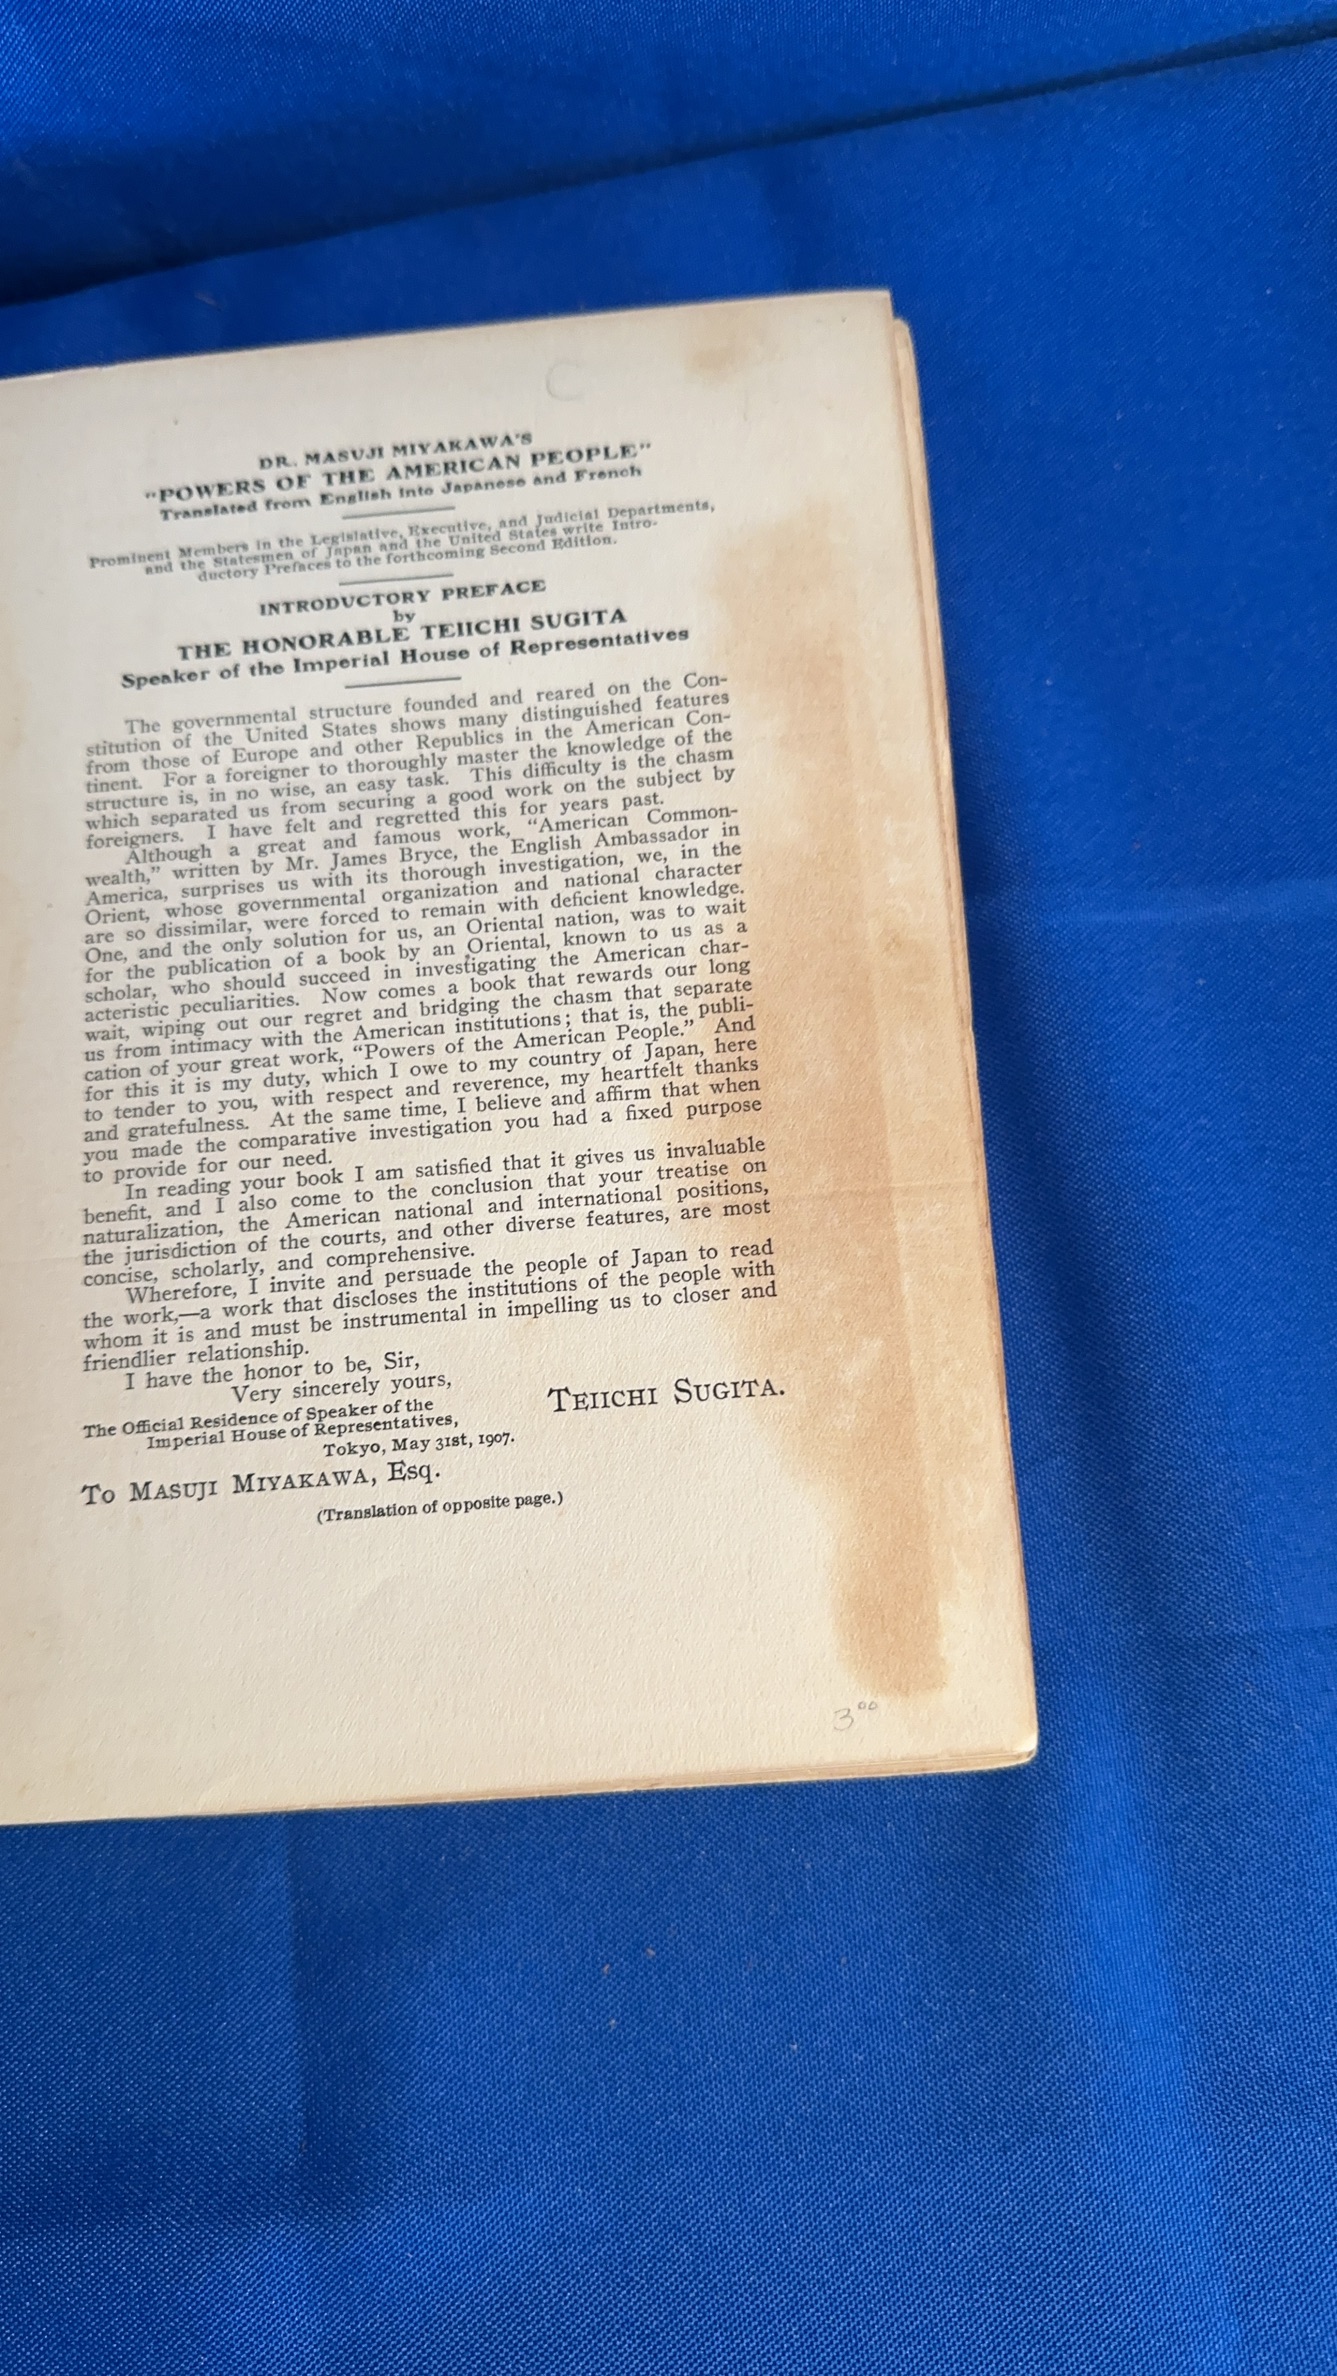 C
DR. MASUJI MIYAKAWA'S
"POWERS OF THE AMERICAN PEOPLE"
Translated from English into Japanese and French
Prominent Members in the Legislative, Executive, and Judicial Departments,
and the Statesmen of Japan and the United States write Intro-
ductory Prefaces to the forthcoming Second Edition.
INTRODUCTORY PREFACE
by
THE HONORABLE TEIICHI SUGITA
Speaker of the Imperial House of Representatives
The governmental structure founded and reared on the Con-
stitution of the United States shows many distinguished features
from those of Europe and other Republics in the American Con-
tinent. For a foreigner to thoroughly master the knowledge of the
structure is, in no wise, an easy task. This difficulty is the chasm
which separated us from securing a good work on the subject by
foreigners. I have felt and regretted this for years past.
Although a great and famous work, "American Common-
wealth," written by Mr. James Bryce, the English Ambassador in
America, surprises us with its thorough investigation, we, in the
Orient, whose governmental organization and national character
are so dissimilar, were forced to remain with deficient knowledge.
One, and the only solution for us, an Oriental nation, was to wait
for the publication of a book by an Oriental, known to us as a
scholar, who should succeed in investigating the American char-
acteristic peculiarities. Now comes a book that rewards our long
wait, wiping out our regret and bridging the chasm that separate
us from intimacy with the American institutions; that is, the publi-
cation of your great work, "Powers of the American People." And
for this it is my duty, which I owe to my country of Japan, here
to tender to you, with respect and reverence, my heartfelt thanks
and gratefulness. At the same time, I believe and affirm that when
you made the comparative investigation you had a fixed purpose
to provide for our need.
In reading your book I am satisfied that it gives us invaluable
benefit, and I also come to the conclusion that your treatise on
naturalization, the American national and international positions,
the jurisdiction of the courts, and other diverse features, are most
concise, scholarly, and comprehensive.
Wherefore, I invite and persuade the people of Japan to read
the work,—a work that discloses the institutions of the people with
whom it is and must be instrumental in impelling us to closer and
friendlier relationship.
I have the honor to be, Sir,
Very sincerely yours,
TEIICHI SUGITA.
The Official Residence of Speaker of the
Imperial House of Representatives,
Tokyo, May 31st, 1907.
To MASUJI MIYAKAWA, Esq.
(Translation of opposite page.)
3⁰⁰